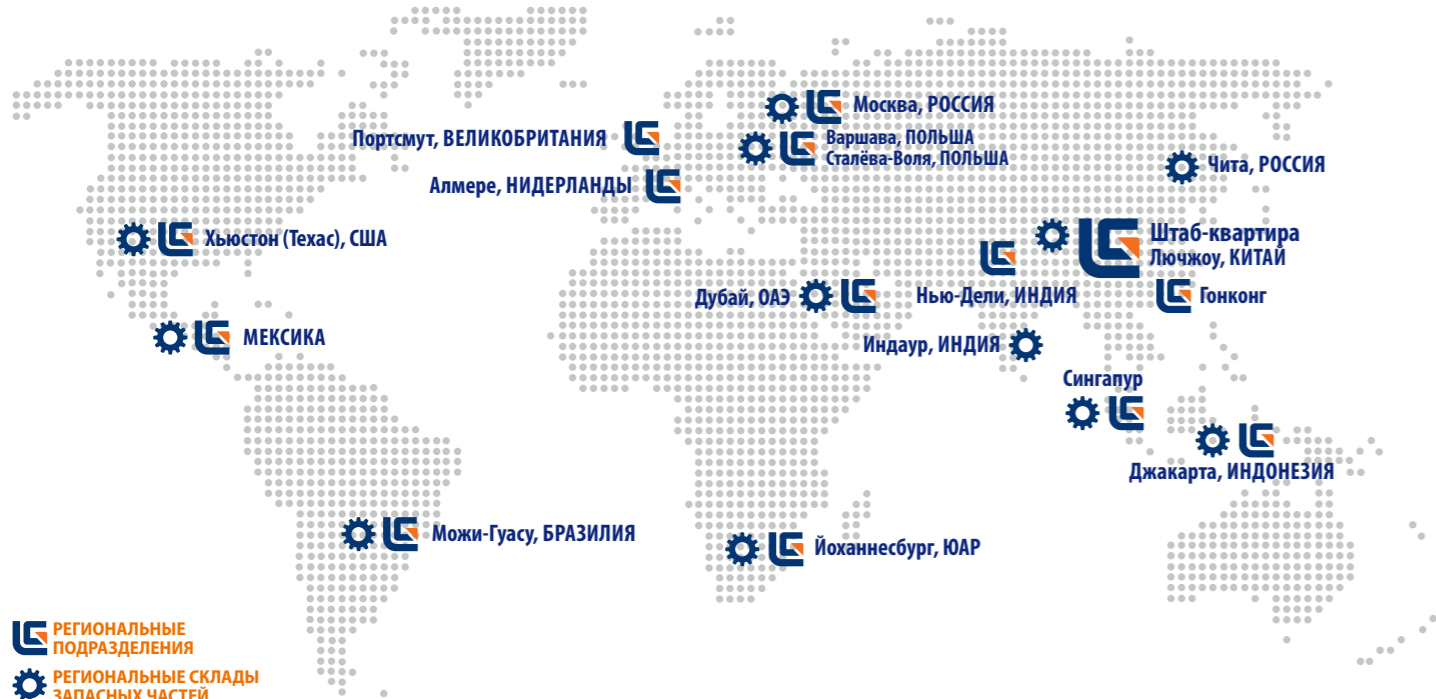 Москва, РОССИЯ
Портсмут, ВЕЛИКОБРИТАНИЯ
Варшава, ПОЛЬША
Сталёва-Воля, ПОЛЬША
Чита, РОССИЯ
Алмере, НИДЕРЛАНДЫ
Хьюстон (Техас), США
Штаб-квартира
Лючжоу, КИТАЙ
Дубай, ОАЭ
Нью-Дели, ИНДИЯ
Гонконг
МЕКСИКА
Индаур, ИНДИЯ
Сингапур
Джакарта, ИНДОНЕЗИЯ
Можи-Гуасу, БРАЗИЛИЯ
Йоханнесбург, ЮАР
РЕГИОНАЛЬНЫЕ
ПОДРАЗДЕЛЕНИЯ
РЕГИОНАЛЬНЫЕ СКЛАДЫ
ЗАПАСНЫХ ЧАСТЕЙ